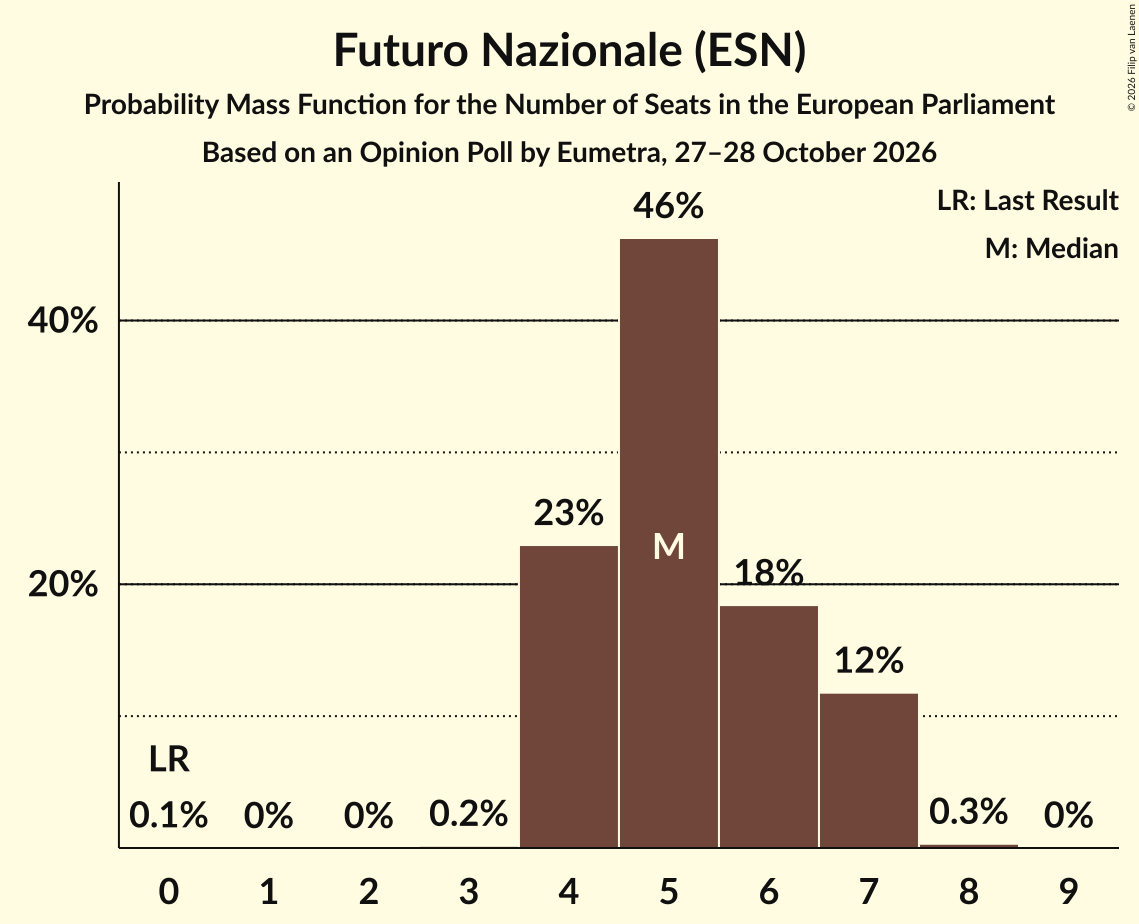 Futuro Nazionale (ESN)
Probability Mass Function for the Number of Seats in the European Parliament
Based on an Opinion Poll by Eumetra, 27–28 October 2026
© 2026 Filip van Laenen
LR: Last Result
M: Median
46%
40%
23%
M
20%
18%
12%
LR
0.1% 0% 0% 0.2% 0.3% 0%
0 1 2 3 4 5 6 7 8 9